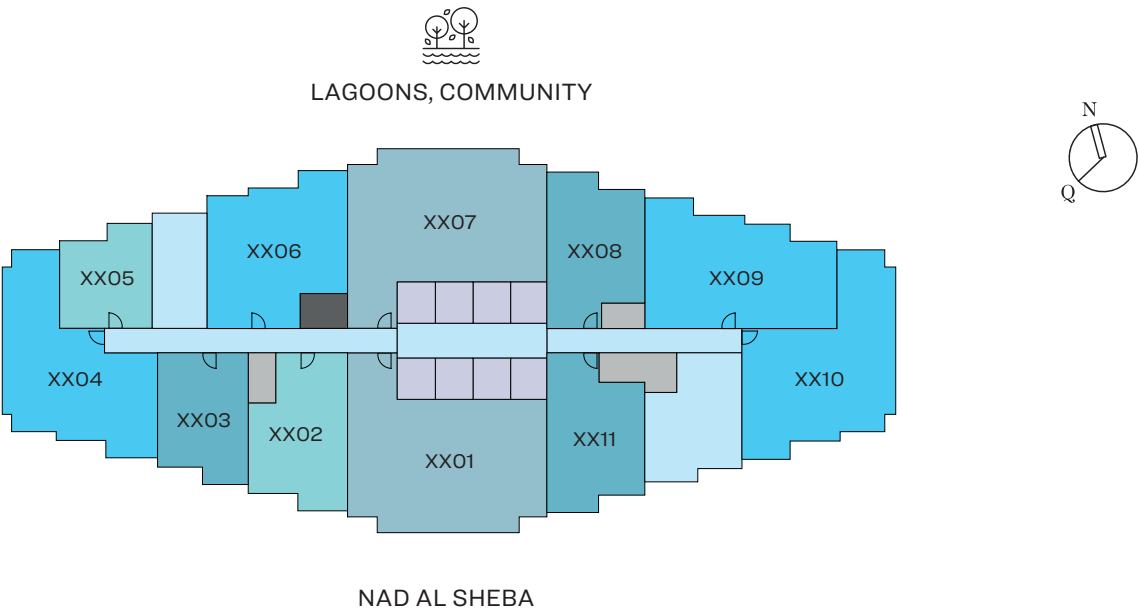 LAGOONS, COMMUNITY
N
Q
XX07
XX06
XX08
XX05
XX09
XX04
XX10
XX03
XX02
XX11
XX01
NAD AL SHEBA